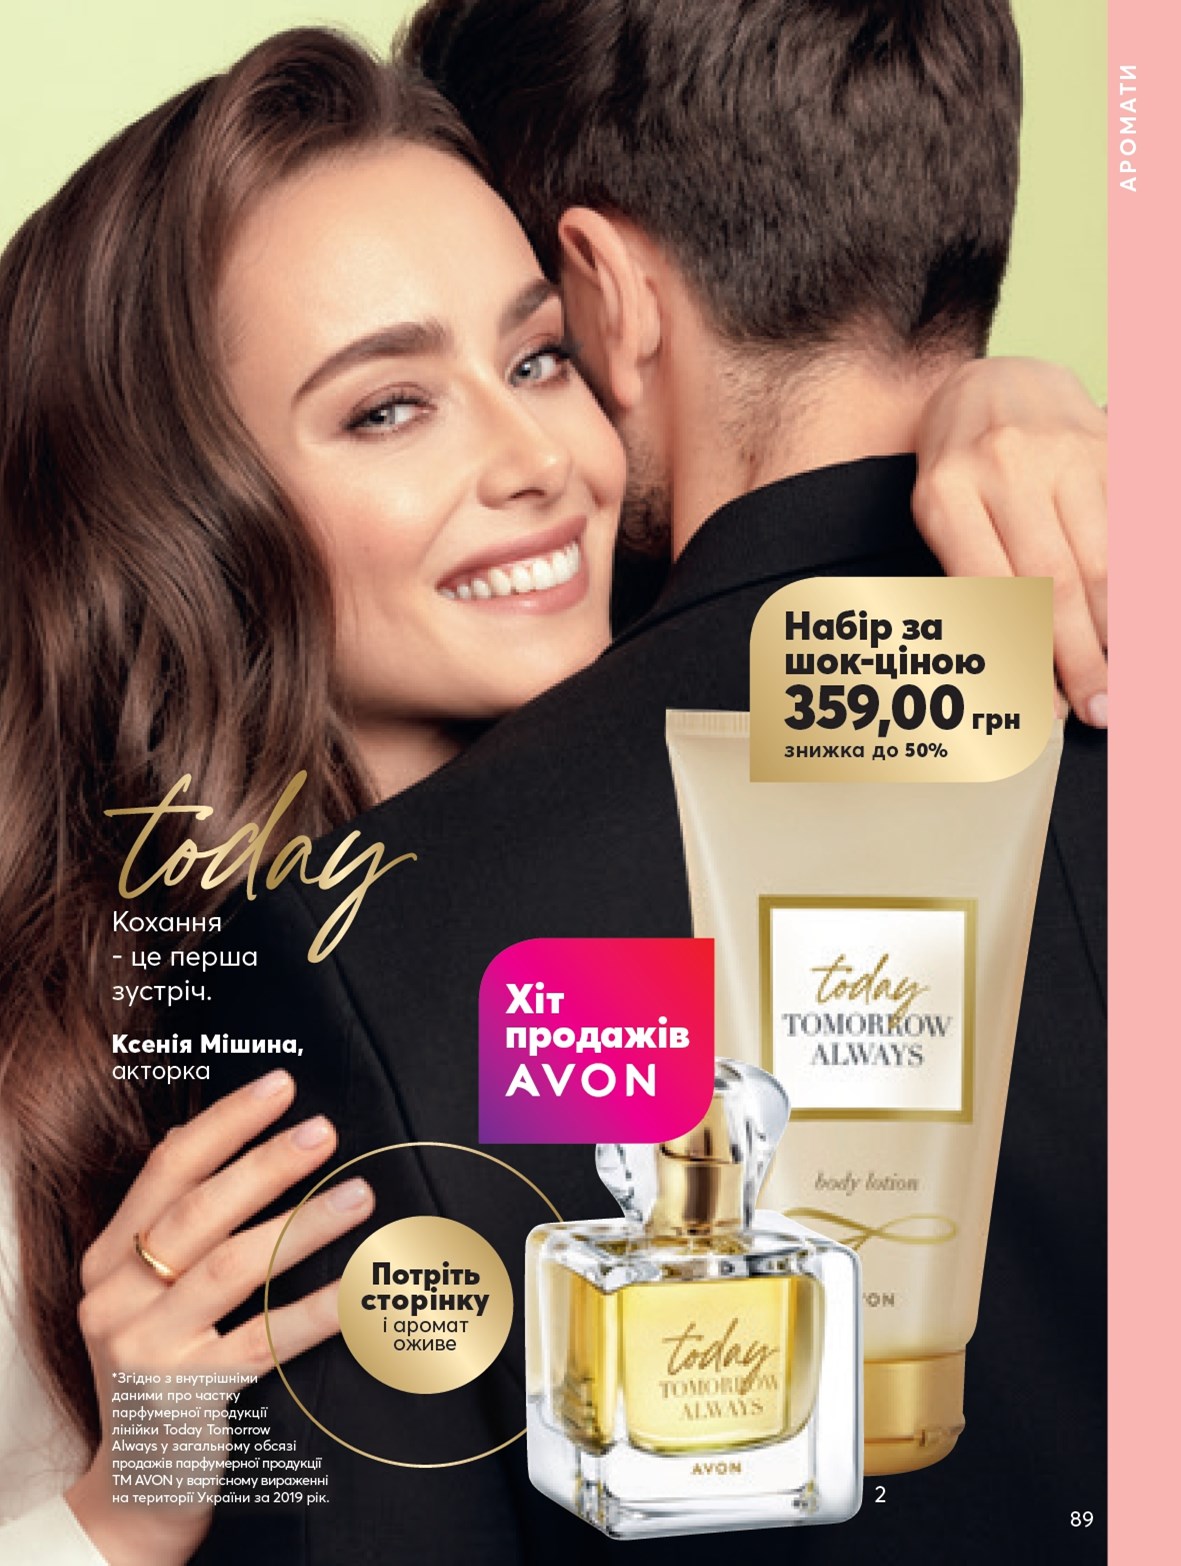 АРОМАТИ
Набір за
шок-ціною
359,00 грн
знижка до 50%
today
Кохання
- це перша
зустріч.
Ксенія Мішина,
акторка
Хіт
продажів
AVON
today
TOMORROW
ALWAYS
body lotion
VON
Потріть
сторінку
і аромат
оживе
today
TOMORROW
ALWAYS
AVON
*Згідно з внутрішніми
даними про частку
парфумерної продукції
лінійки Today Tomorrow
Always у загальному обсязі
продажів парфумерної продукції
ТМ AVON у вартісному вираженні
на території України за 2019 рік.
2
89